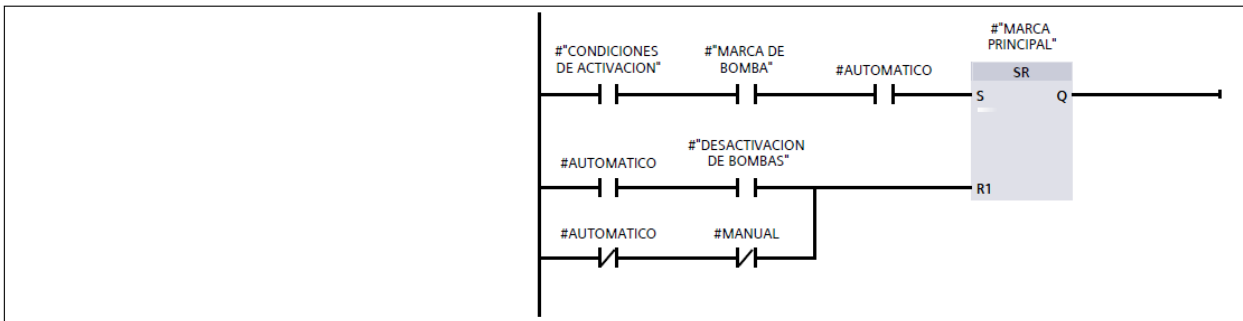 #"MARCA
PRINCIPAL"
#"CONDICIONES
DE ACTIVACION"
#"MARCA DE
BOMBA"
#AUTOMATICO
SR
S
Q
#AUTOMATICO
#"DESACTIVACION
DE BOMBAS"
R1
#AUTOMATICO
#MANUAL